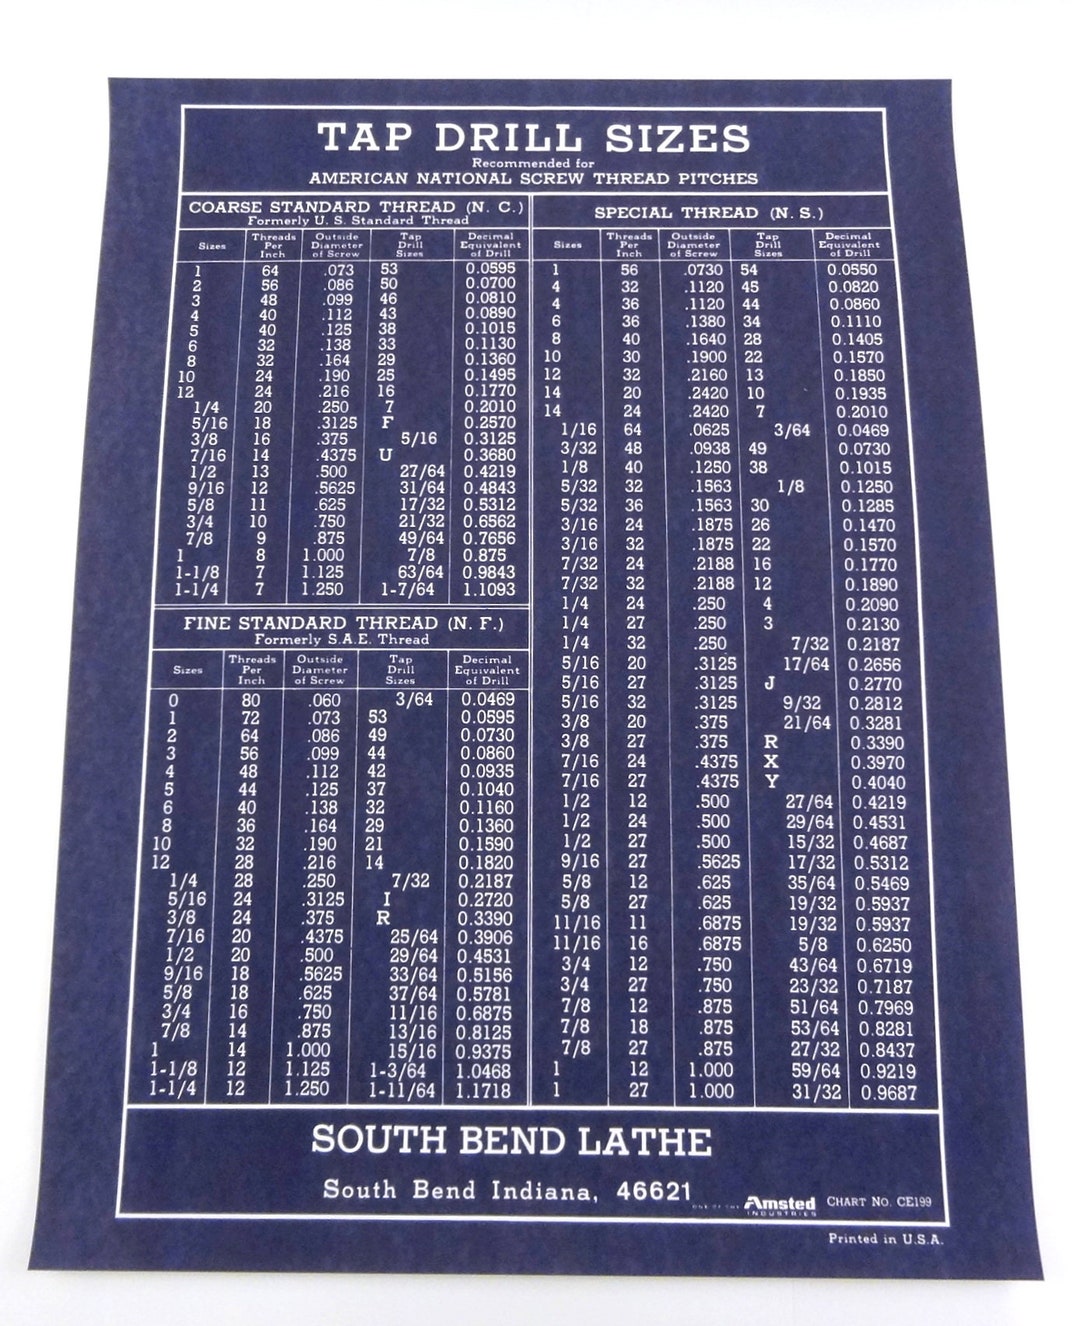 TAP DRILL SIZES
Recommended for
AMERICAN NATIONAL SCREW THREAD PITCHES
COARSE STANDARD THREAD (N. C.)
Formerly U. S. Standard Thread
Sizes Threads Per Inch Outside Diameter of Screw Tap Drill Sizes Decimal Equivalent of Drill
1 64 .073 53 0.0595
2 56 .086 50 0.0700
3 48 .099 46 0.0810
4 40 .112 43 0.0890
5 40 .125 38 0.1015
6 32 .138 33 0.1130
8 32 .164 29 0.1360
10 24 .190 25 0.1495
12 24 .216 16 0.1770
1/4 20 .250 7 0.2010
5/16 18 .3125 F 0.2570
3/8 16 .375 5/16 0.3125
7/16 14 .4375 U 0.3680
1/2 13 .500 27/64 0.4219
9/16 12 .5625 31/64 0.4843
5/8 11 .625 17/32 0.5312
3/4 10 .750 21/32 0.6562
7/8 9 .875 49/64 0.7656
1 8 1.000 7/8 0.875
1-1/8 7 1.125 63/64 0.9843
1-1/4 7 1.250 1-7/64 1.1093
FINE STANDARD THREAD (N. F.)
Formerly S.A.E. Thread
Sizes Threads Per Inch Outside Diameter of Screw Tap Drill Sizes Decimal Equivalent of Drill
0 80 .060 3/64 0.0469
1 72 .073 53 0.0595
2 64 .086 49 0.0730
3 56 .099 44 0.0860
4 48 .112 42 0.0935
5 44 .125 37 0.1040
6 40 .138 32 0.1160
8 36 .164 29 0.1360
10 32 .190 21 0.1590
12 28 .216 14 0.1820
1/4 28 .250 7/32 0.2187
5/16 24 .3125 I 0.2720
3/8 24 .375 R 0.3390
7/16 20 .4375 25/64 0.3906
1/2 20 .500 29/64 0.4531
9/16 18 .5625 33/64 0.5156
5/8 18 .625 37/64 0.5781
3/4 16 .750 11/16 0.6875
7/8 14 .875 13/16 0.8125
1 14 1.000 15/16 0.9375
1-1/8 12 1.125 1-3/64 1.0468
1-1/4 12 1.250 1-11/64 1.1718
SPECIAL THREAD (N. S.)
Sizes Threads Per Inch Outside Diameter of Screw Tap Drill Sizes Decimal Equivalent of Drill
1 56 .0730 54 0.0550
4 32 .1120 45 0.0820
4 36 .1120 44 0.0860
6 36 .1380 34 0.1110
8 40 .1640 28 0.1405
10 30 .1900 22 0.1570
12 32 .2160 13 0.1850
14 20 .2420 10 0.1935
14 24 .2420 7 0.2010
1/16 64 .0625 3/64 0.0469
3/32 48 .0938 49 0.0730
1/8 40 .1250 38 0.1015
5/32 32 .1563 1/8 0.1250
5/32 36 .1563 30 0.1285
3/16 24 .1875 26 0.1470
3/16 32 .1875 22 0.1570
7/32 24 .2188 16 0.1770
7/32 32 .2188 12 0.1890
1/4 24 .250 4 0.2090
1/4 27 .250 3 0.2130
1/4 32 .250 7/32 0.2187
5/16 20 .3125 17/64 0.2656
5/16 27 .3125 J 0.2770
5/16 32 .3125 9/32 0.2812
3/8 20 .375 21/64 0.3281
3/8 27 .375 R 0.3390
7/16 24 .4375 X 0.3970
7/16 27 .4375 Y 0.4040
1/2 12 .500 27/64 0.4219
1/2 24 .500 29/64 0.4531
1/2 27 .500 15/32 0.4687
9/16 27 .5625 17/32 0.5312
5/8 12 .625 35/64 0.5469
5/8 27 .625 19/32 0.5937
11/16 11 .6875 19/32 0.5937
11/16 16 .6875 5/8 0.6250
3/4 12 .750 43/64 0.6719
3/4 27 .750 23/32 0.7187
7/8 12 .875 51/64 0.7969
7/8 18 .875 53/64 0.8281
7/8 27 .875 27/32 0.8437
1 12 1.000 59/64 0.9219
1 27 1.000 31/32 0.9687
SOUTH BEND LATHE
South Bend Indiana, 46621
Amsted
INDUSTRIES
CHART NO. CE199
Printed in U.S.A.